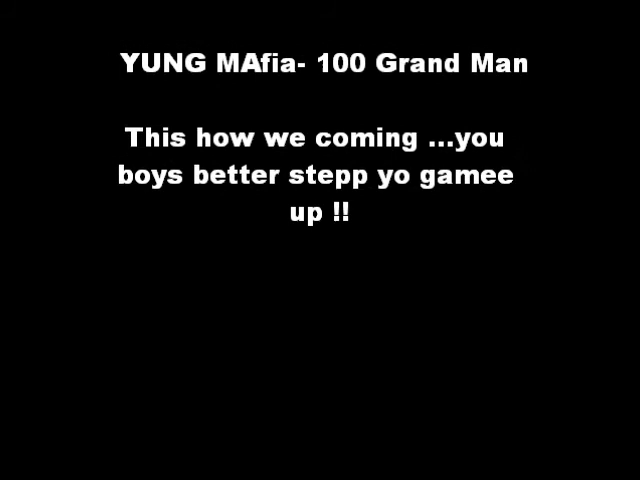 YUNG MAfia- 100 Grand Man
This how we coming ...you
boys better stepp yo gamee
up !!